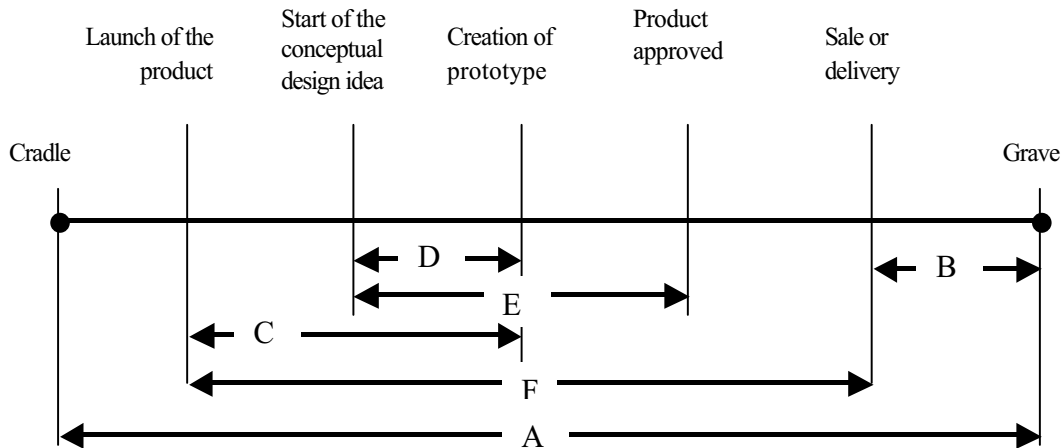 Launch of the
product
Start of the
conceptual
design idea
Creation of
prototype
Product
approved
Sale or
delivery
Cradle
Grave
D
B
E
C
F
A